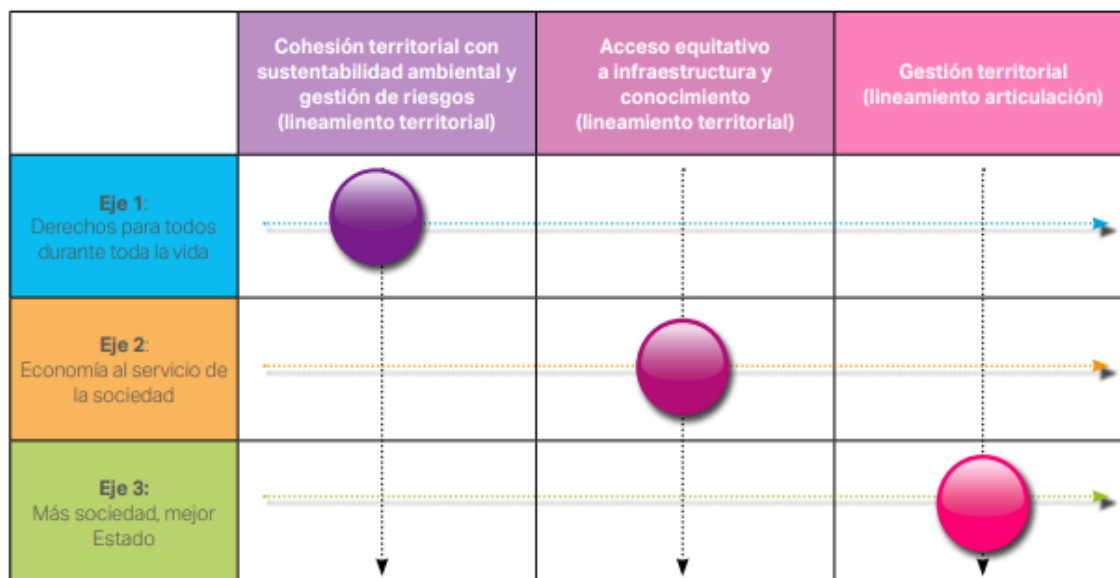 Cohesión territorial con
sustentabilidad ambiental y
gestión de riesgos
(lineamiento territorial)
Acceso equitativo
a infraestructura y
conocimiento
(lineamiento territorial)
Gestión territorial
(lineamiento articulación)
Eje 1:
Derechos para todos
durante toda la vida
Eje 2:
Economía al servicio de
la sociedad
Eje 3:
Más sociedad, mejor
Estado